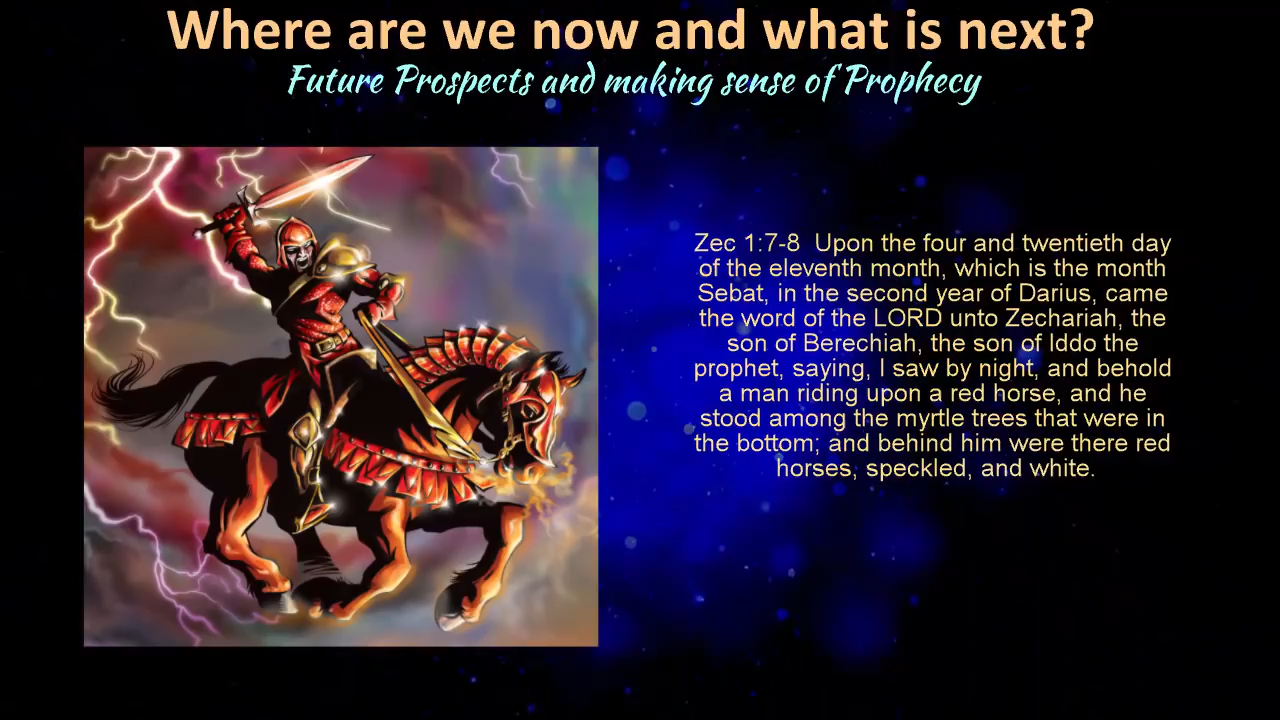 Where are we now and what is next?
Future Prospects and making sense of Prophecy
Zec 1:7-8  Upon the four and twentieth day
of the eleventh month, which is the month
Sebat, in the second year of Darius, came
the word of the LORD unto Zechariah, the
son of Berechiah, the son of Iddo the
prophet, saying, I saw by night, and behold
a man riding upon a red horse, and he
stood among the myrtle trees that were in
the bottom; and behind him were there red
horses, speckled, and white.